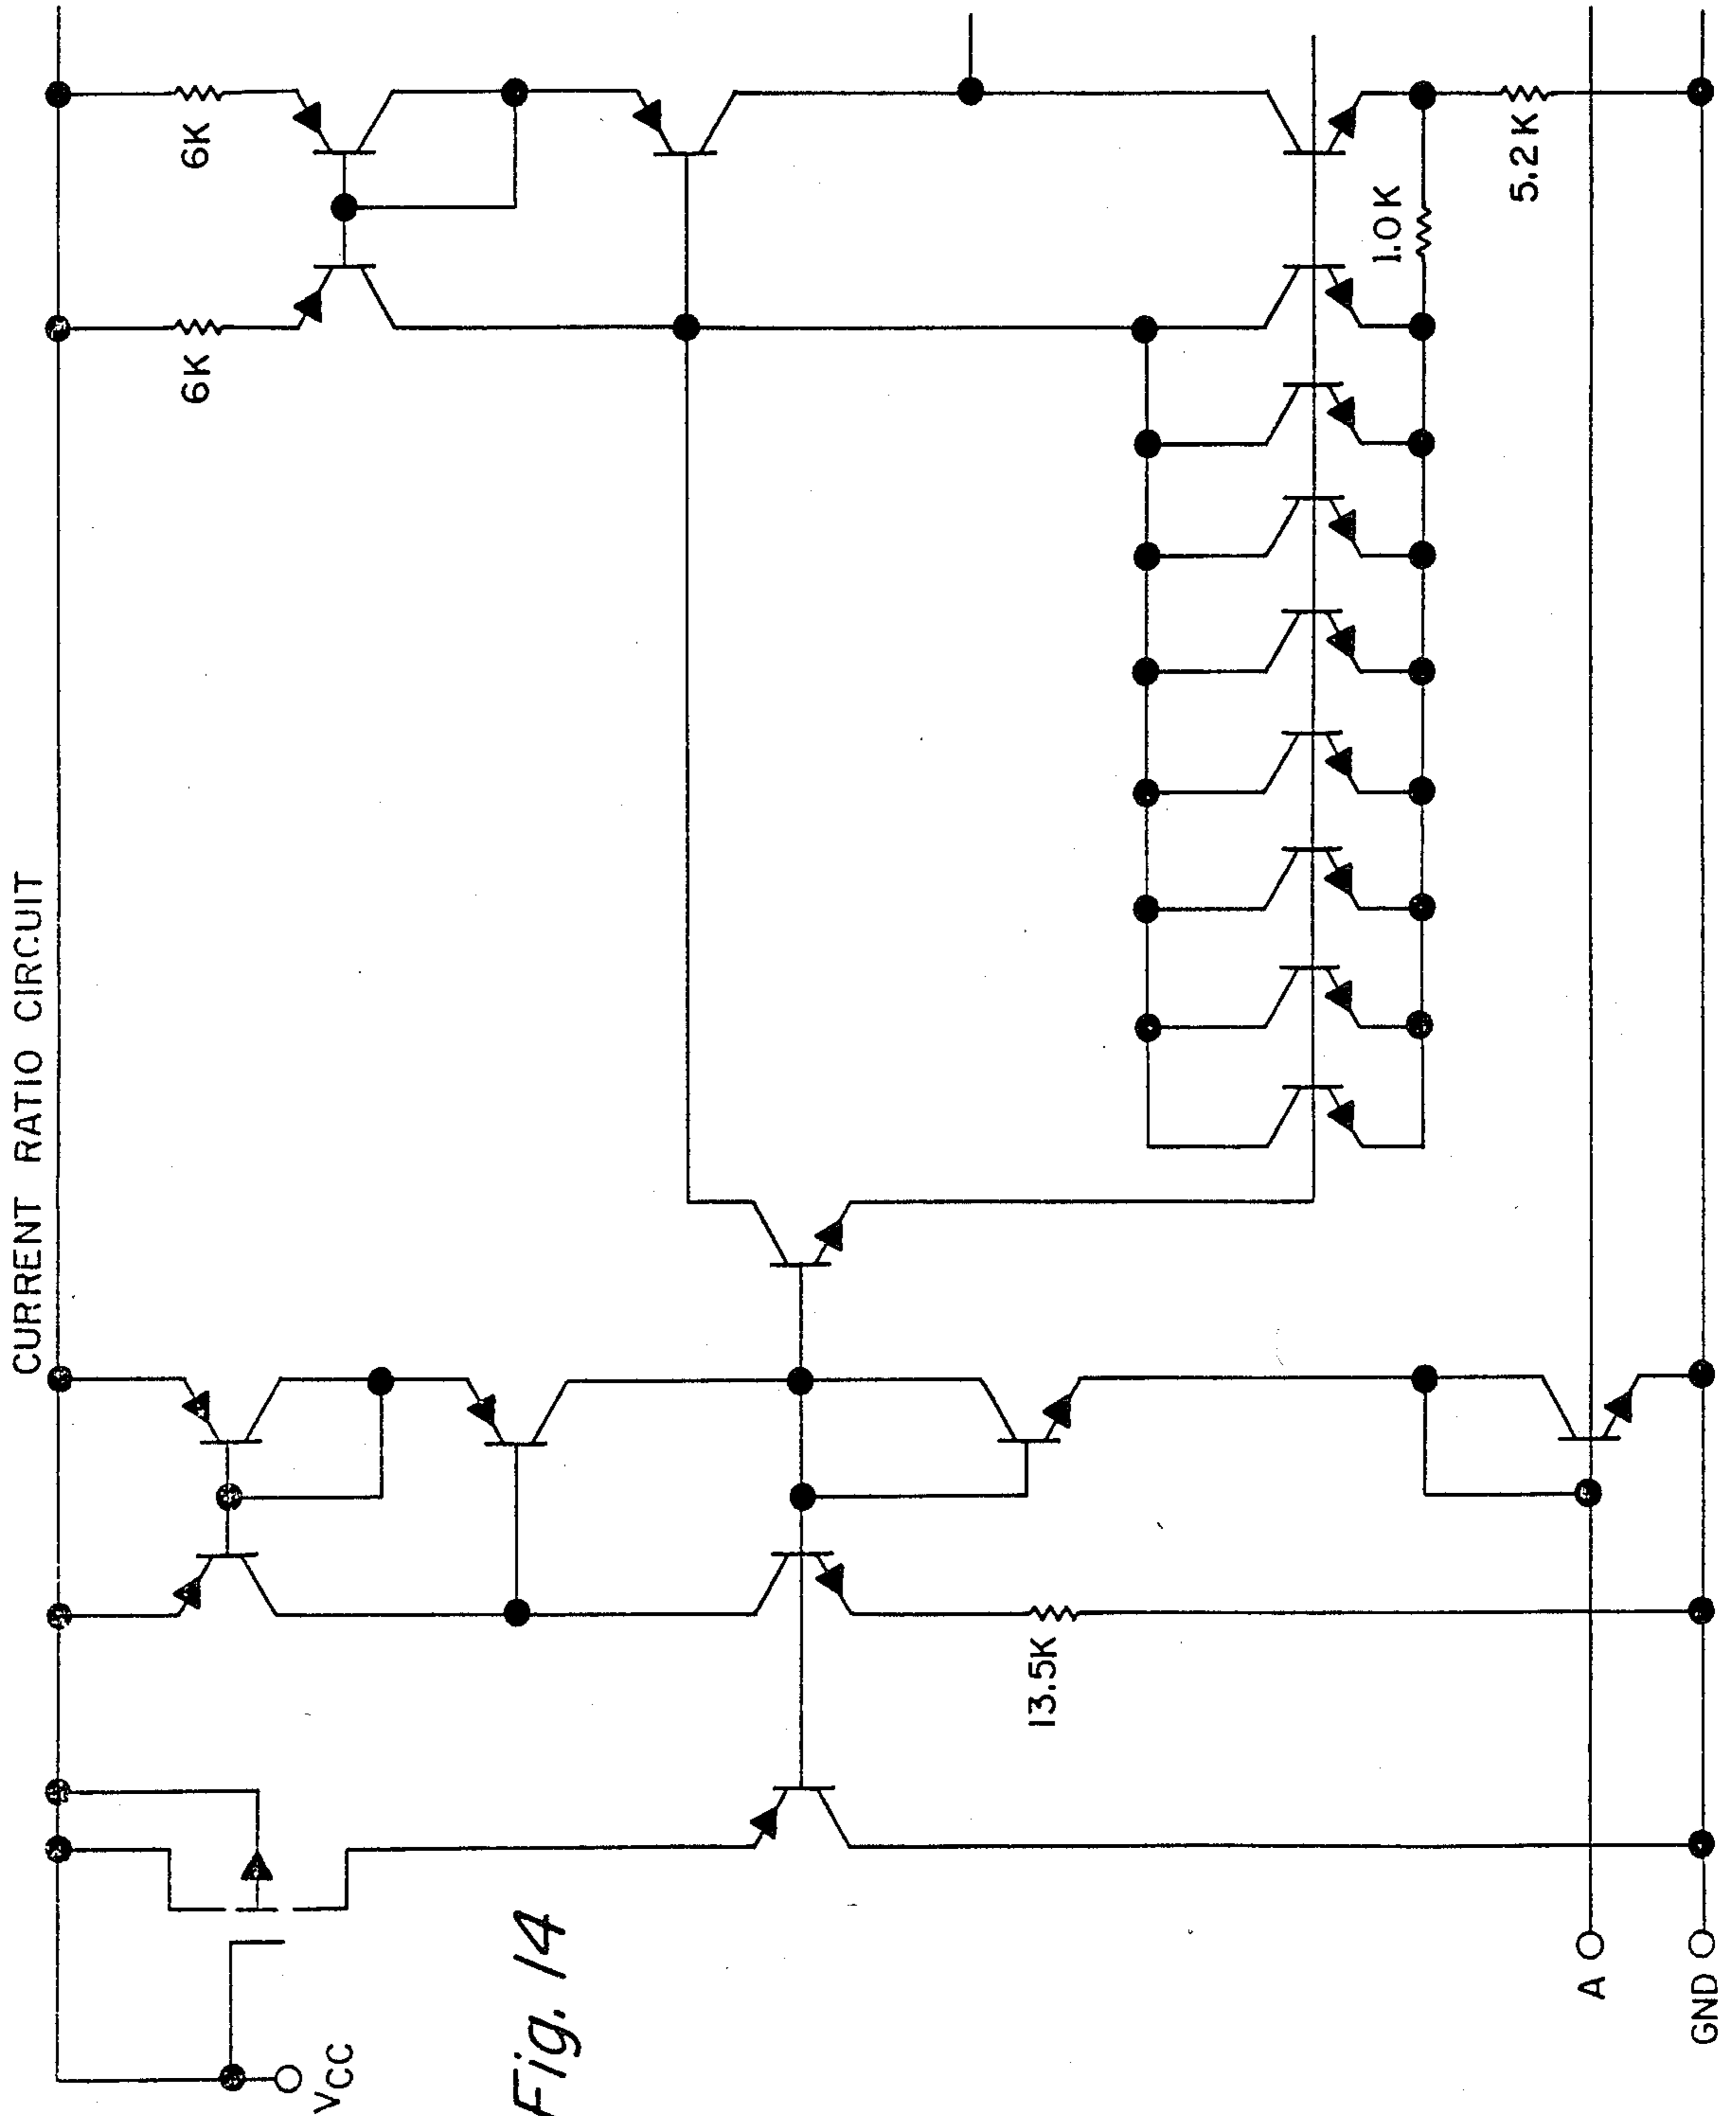 CURRENT RATIO CIRCUIT
6K
6K
1.0K
5.2K
13.5K
VCC
Fig. 14
A
GND